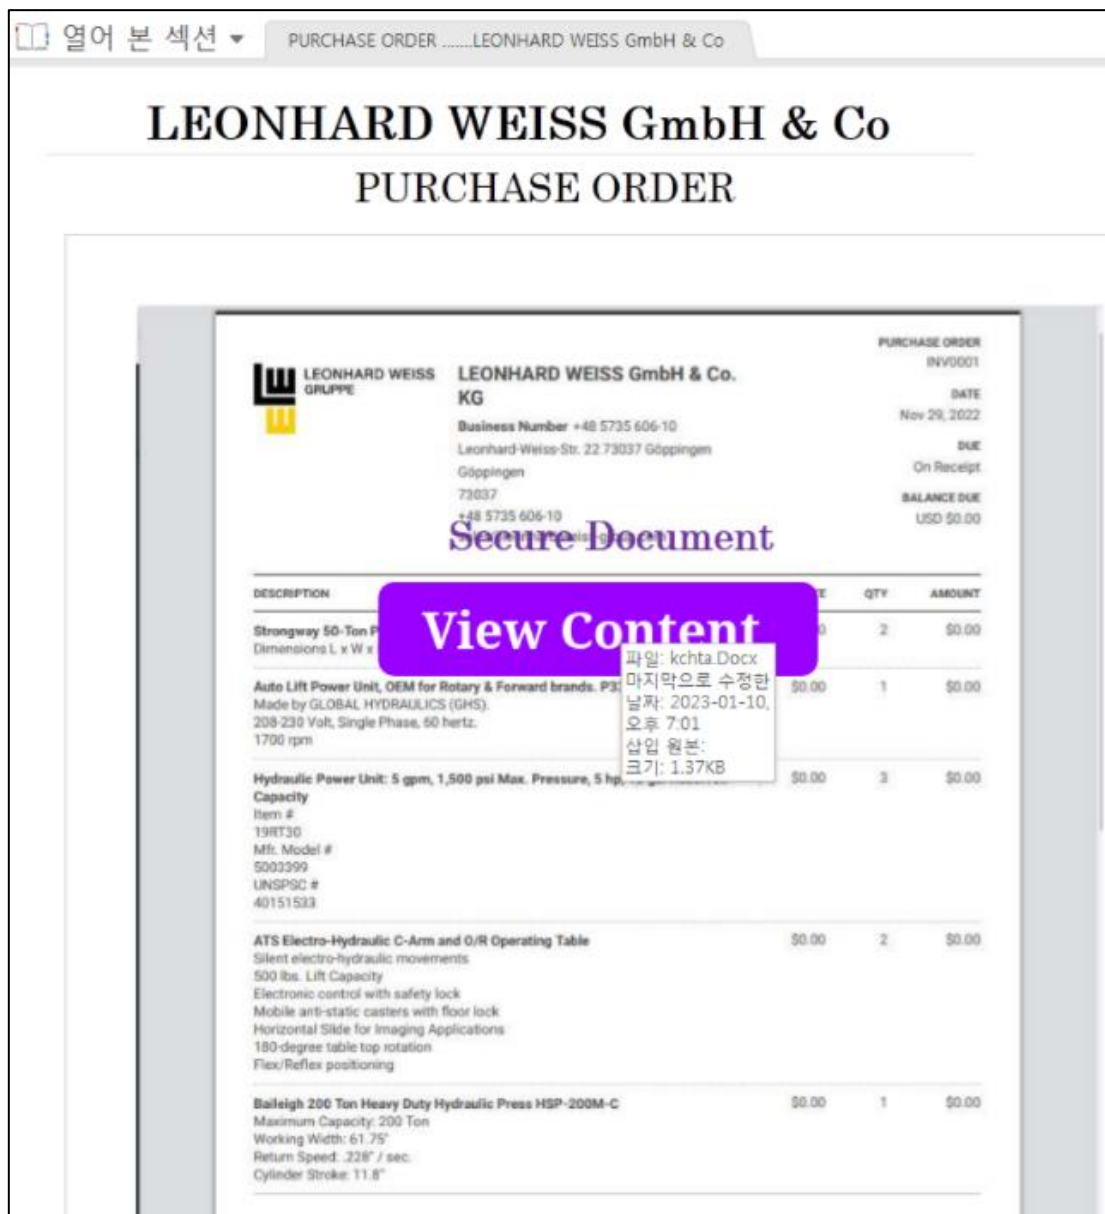 열어 본 섹션
PURCHASE ORDER .......LEONHARD WEISS GmbH & Co
LEONHARD WEISS GmbH & Co
PURCHASE ORDER
PURCHASE ORDER
INV0001
DATE
Nov 29, 2022
DUE
On Receipt
BALANCE DUE
USD $0.00
LEONHARD WEISS
GRUPPE
LEONHARD WEISS GmbH & Co.
KG
Business Number +48 5735 606-10
Leonhard-Weiss-Str. 22 73037 Göppingen
Göppingen
73037
+48 5735 606-10
Secure Document
View Content
DESCRIPTION QTY AMOUNT
Strongway 50-Ton 2 $0.00
Dimensions L x W x
Auto Lift Power Unit, OEM for Rotary & Forward brands. $0.00 1 $0.00
Made by GLOBAL HYDRAULICS (GHS).
208-230 Volt, Single Phase, 60 hertz.
1700 rpm
파일: kchta.Docx
마지막으로 수정한
날짜: 2023-01-10,
오후 7:01
삽입 원본:
크기: 1.37KB
Hydraulic Power Unit: 5 gpm, 1,500 psi Max. Pressure, 5 hp, $0.00 3 $0.00
Capacity
Item #
19RT30
Mfr. Model #
5003399
UNSPSC #
40151533
ATS Electro-Hydraulic C-Arm and O/R Operating Table $0.00 2 $0.00
Silent electro-hydraulic movements
500 lbs. Lift Capacity
Electronic control with safety lock
Mobile anti-static casters with floor lock
Horizontal Slide for Imaging Applications
180-degree table top rotation
Flex/Reflex positioning
Baileigh 200 Ton Heavy Duty Hydraulic Press HSP-200M-C $0.00 1 $0.00
Maximum Capacity: 200 Ton
Working Width: 61.75"
Return Speed: .228" / sec.
Cylinder Stroke: 11.8"